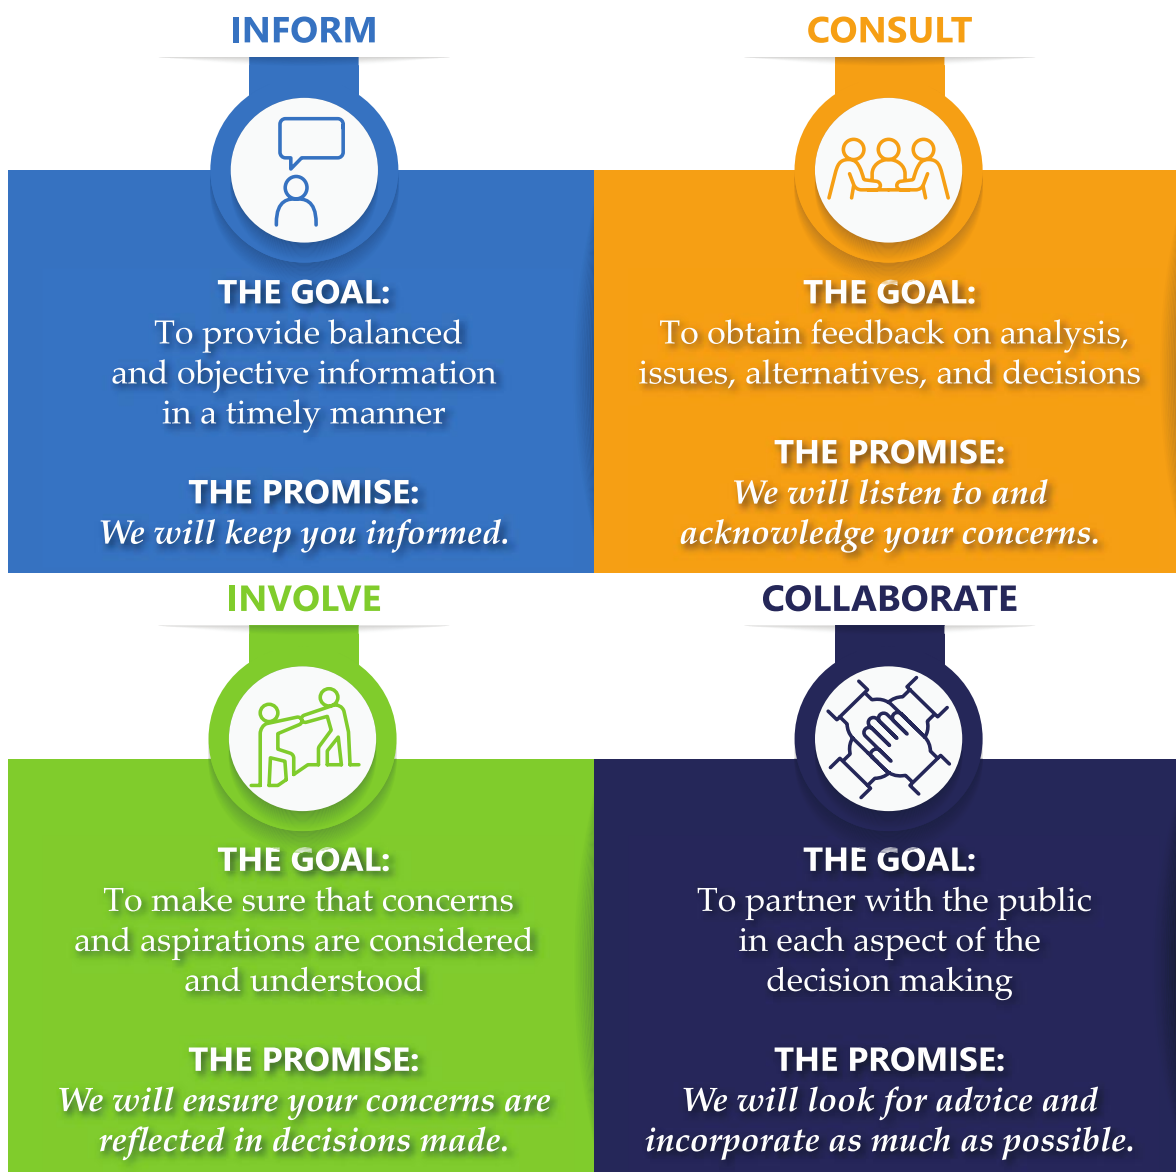 INFORM
THE GOAL:
To provide balanced
and objective information
in a timely manner
THE PROMISE:
We will keep you informed.
CONSULT
THE GOAL:
To obtain feedback on analysis,
issues, alternatives, and decisions
THE PROMISE:
We will listen to and
acknowledge your concerns.
INVOLVE
THE GOAL:
To make sure that concerns
and aspirations are considered
and understood
THE PROMISE:
We will ensure your concerns are
reflected in decisions made.
COLLABORATE
THE GOAL:
To partner with the public
in each aspect of the
decision making
THE PROMISE:
We will look for advice and
incorporate as much as possible.